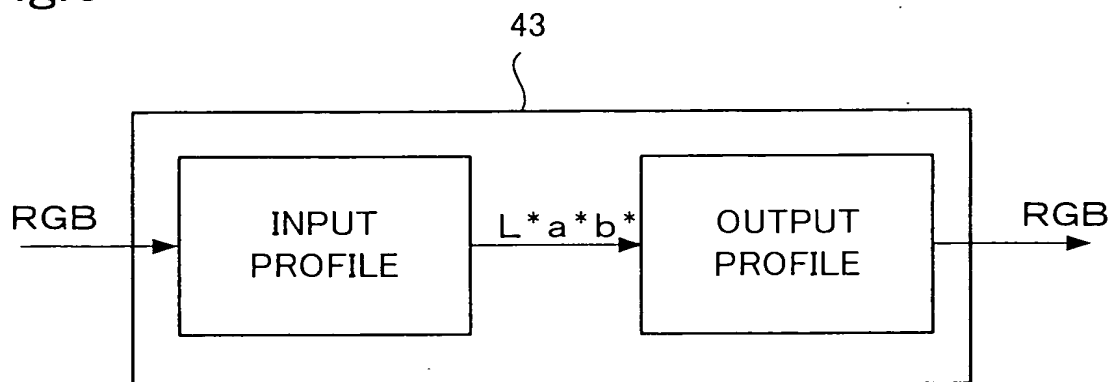 43
RGB
INPUT
PROFILE
L*a*b*
OUTPUT
PROFILE
RGB